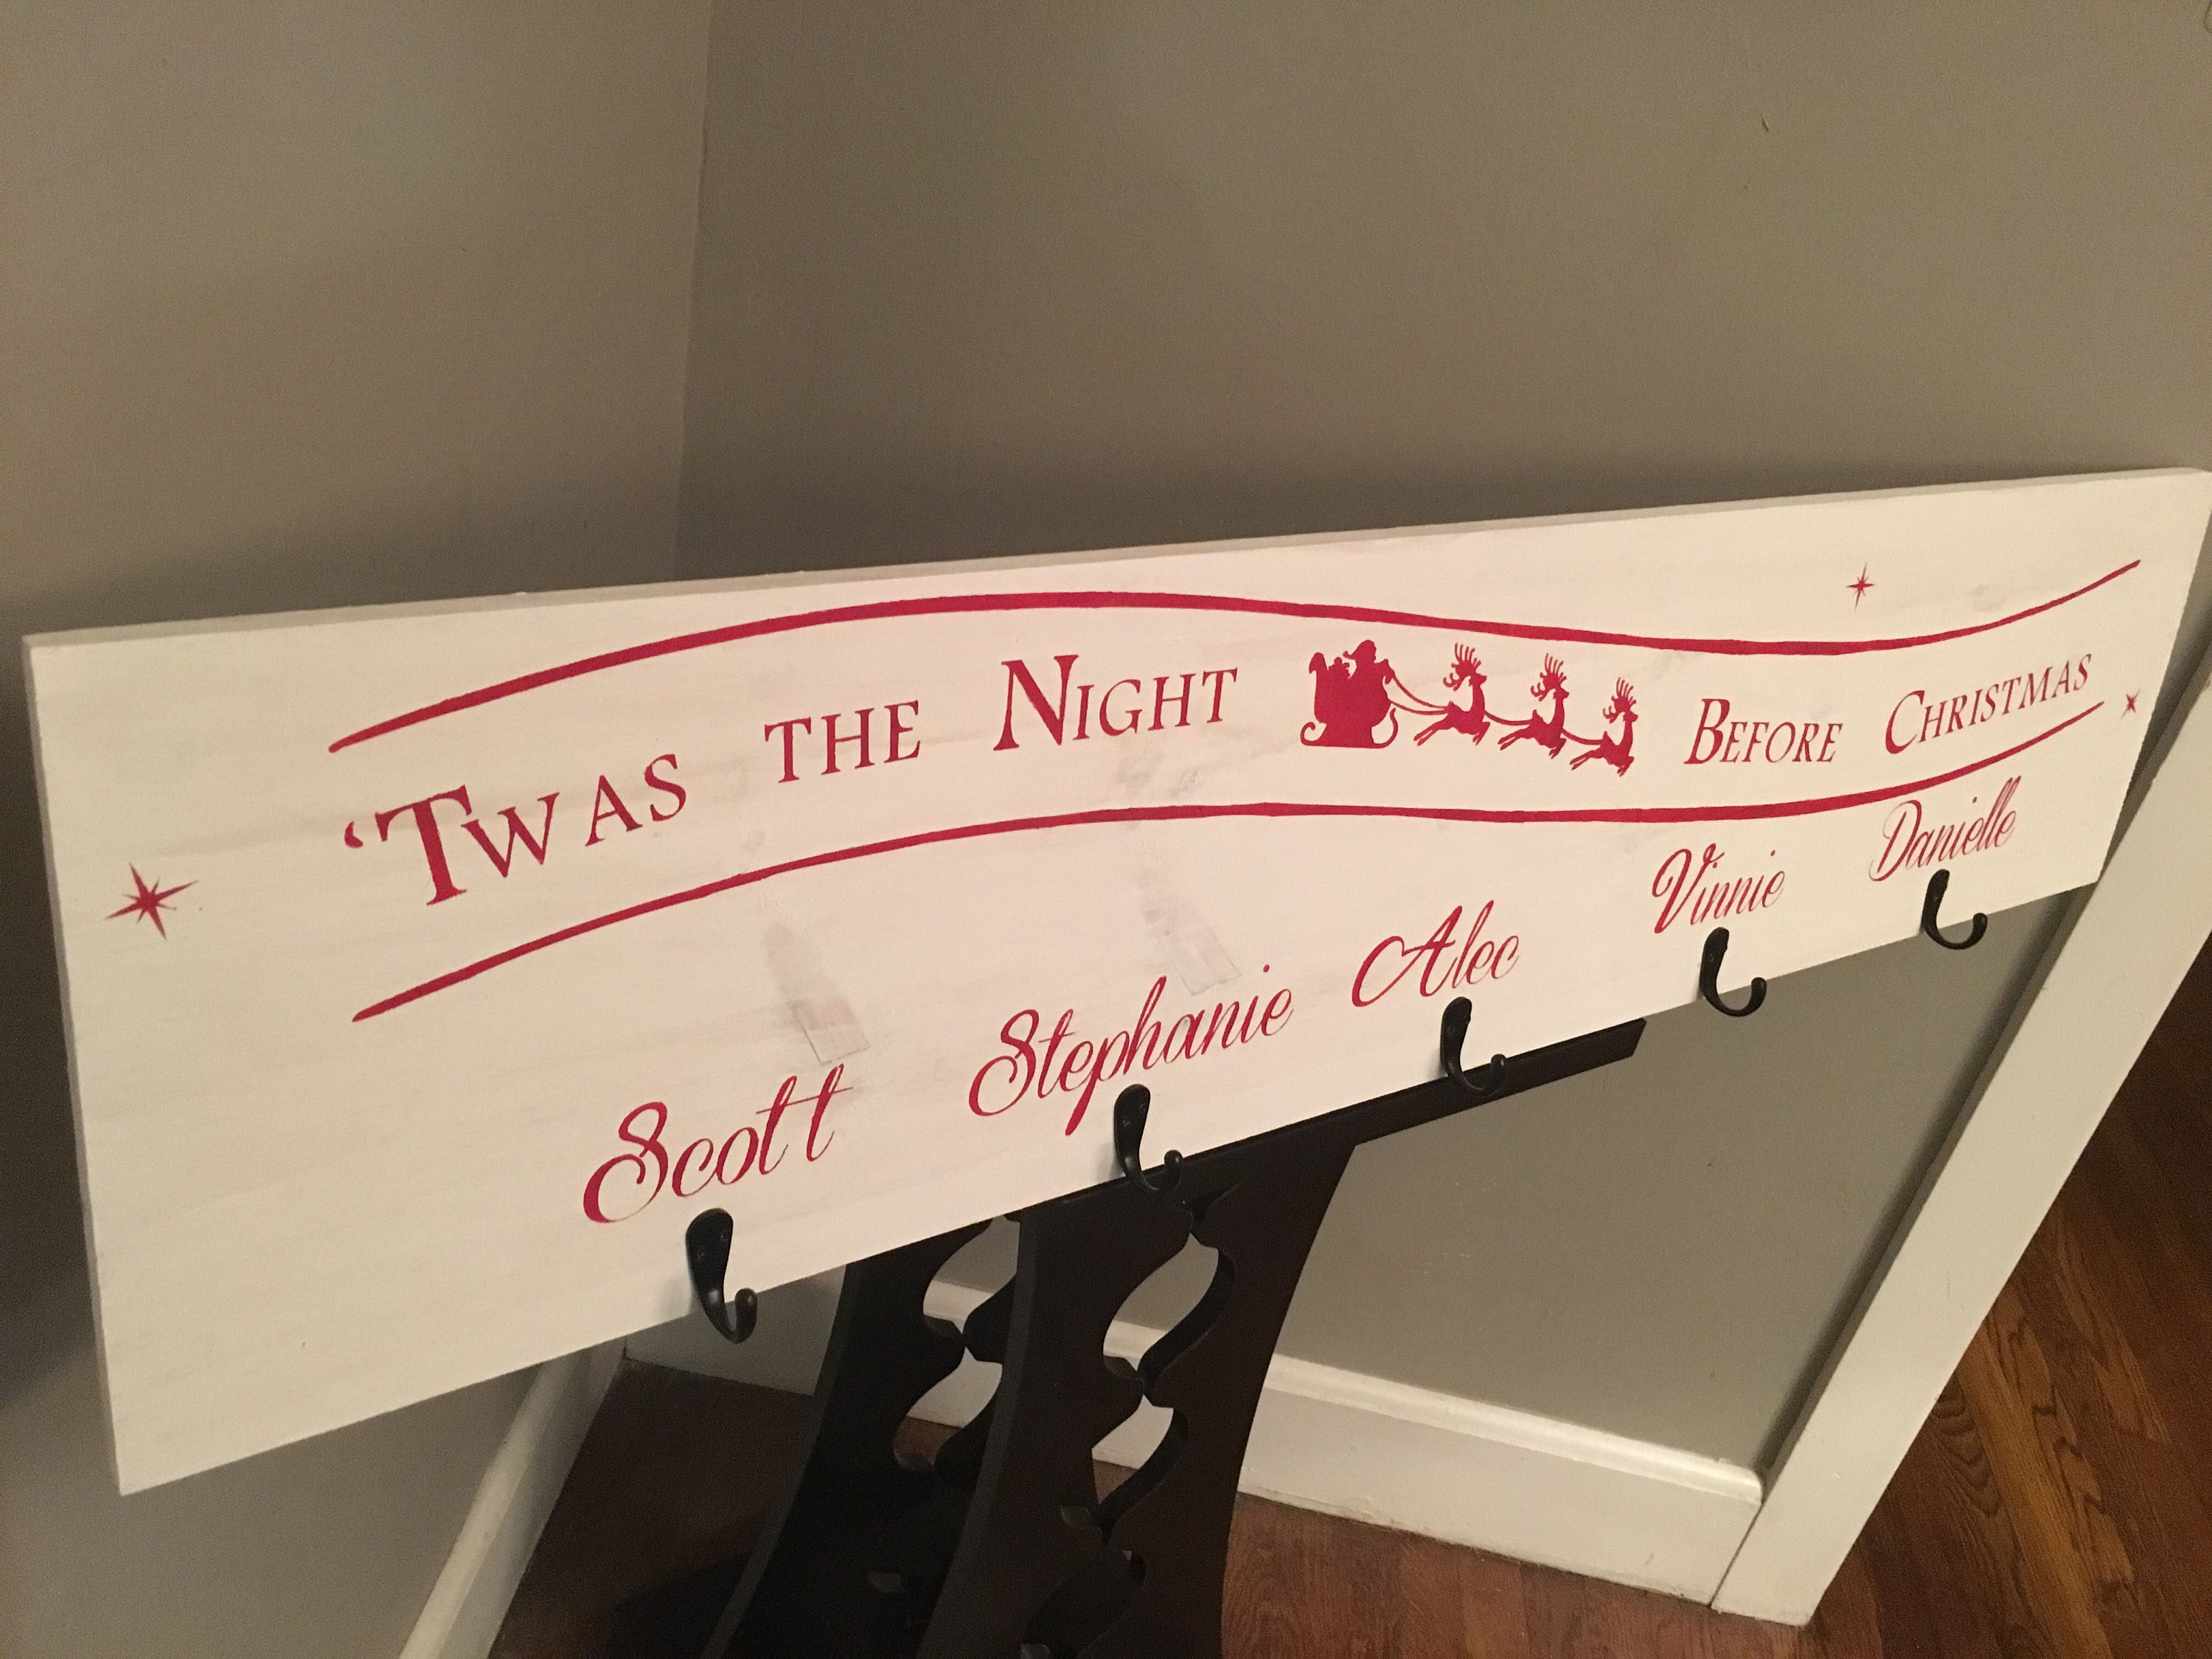 ‘Twas the Night Before Christmas
Scott Stephanie Alec Vinnie Danielle